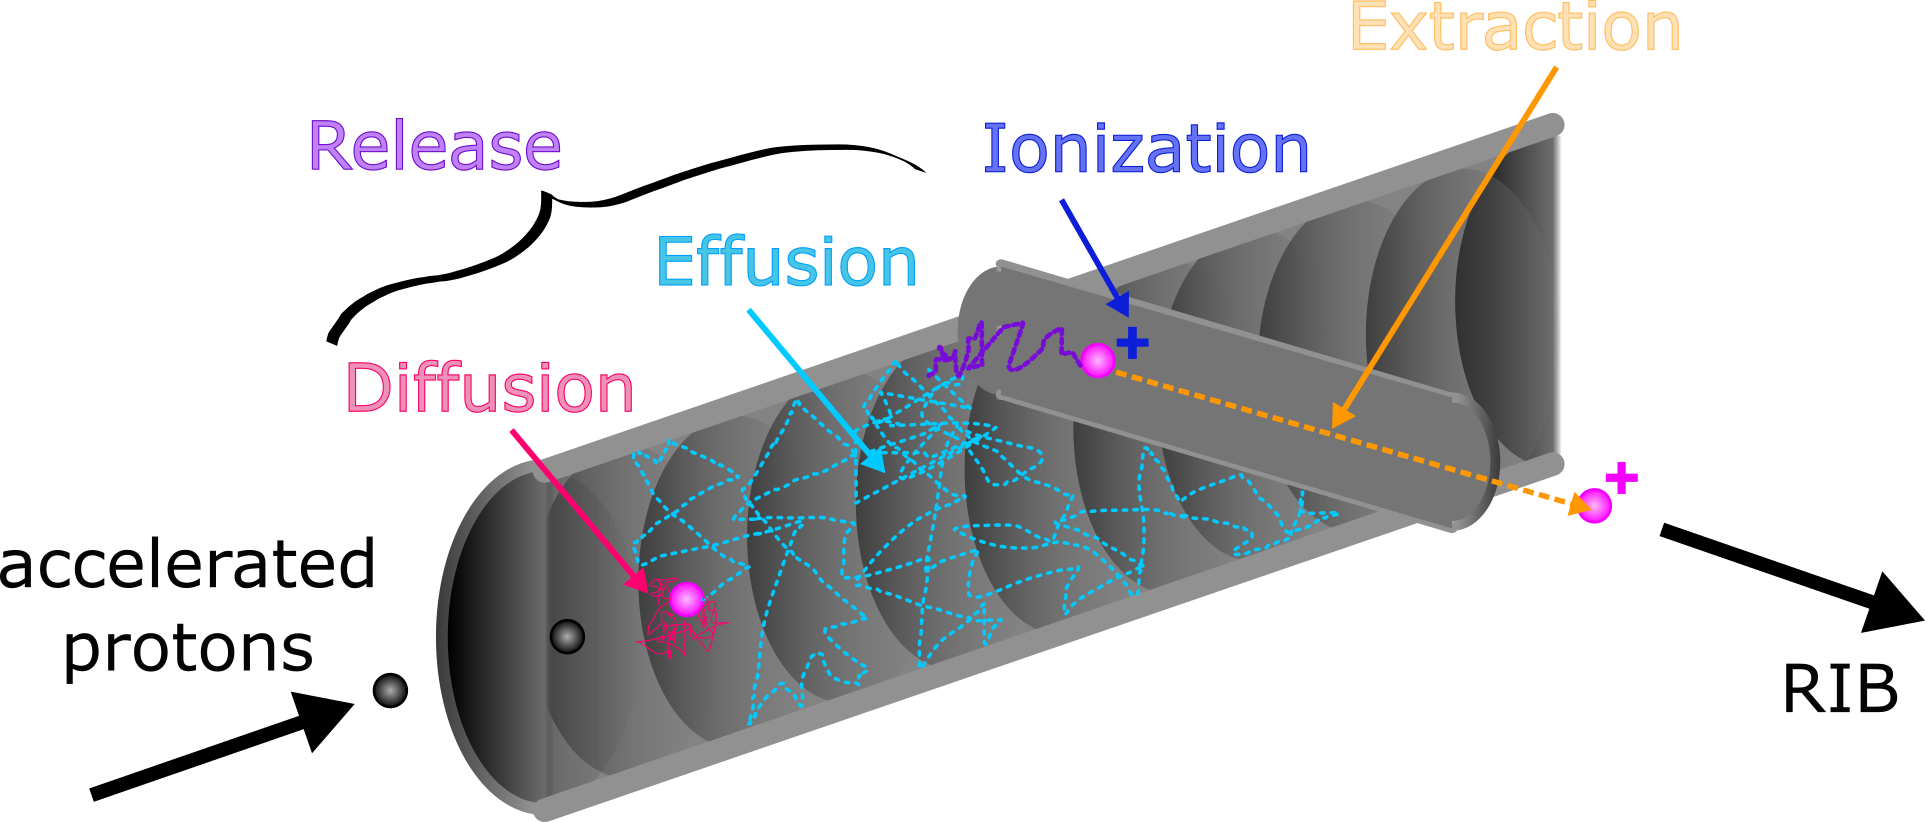 Extraction
Release
Ionization
Effusion
Diffusion
accelerated
protons
+
+
RIB